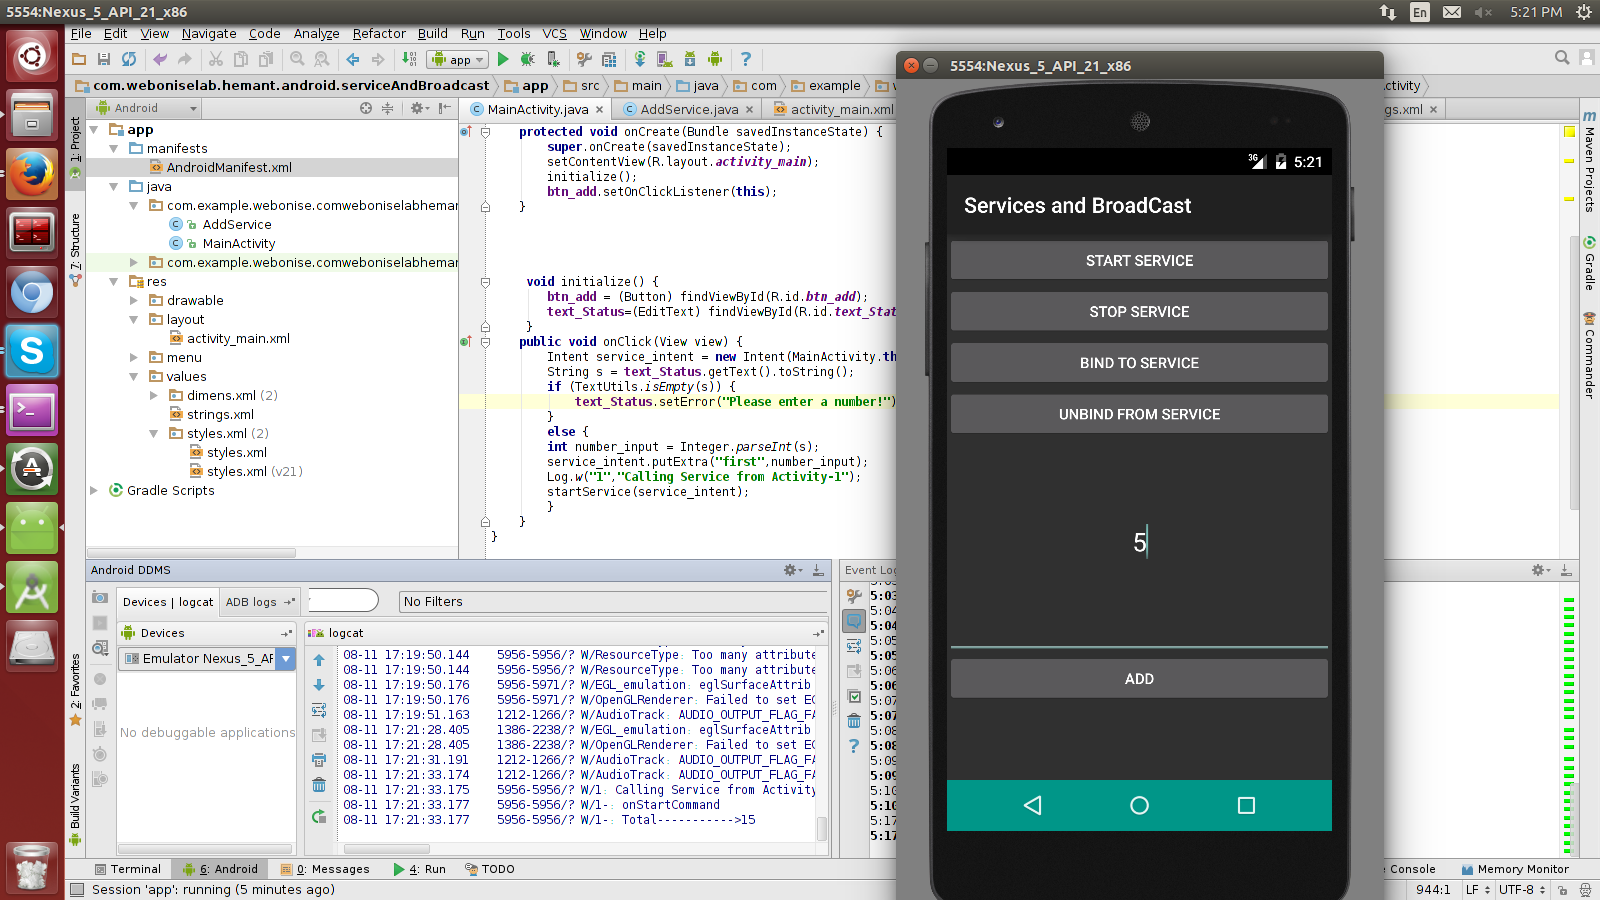 5554:Nexus_5_API_21_x86
En
5:21 PM
File Edit View Navigate Code Analyze Refactor Build Run Tools VCS Window Help
app
com.weboniselab.hemant.android.serviceAndBroadcast app src main java com example
Android
MainActivity.java AddService.java activity_main.xml
1: Project
7: Structure
2: Favorites
Build Variants
app
manifests
AndroidManifest.xml
java
com.example.webonise.comweboniselabhemar
AddService
MainActivity
com.example.webonise.comweboniselabhemar
res
drawable
layout
activity_main.xml
menu
values
dimens.xml (2)
strings.xml
styles.xml (2)
styles.xml
styles.xml (v21)
Gradle Scripts
protected void onCreate(Bundle savedInstanceState) {
super.onCreate(savedInstanceState);
setContentView(R.layout.activity_main);
initialize();
btn_add.setOnClickListener(this);
}
void initialize() {
btn_add = (Button) findViewById(R.id.btn_add);
text_Status=(EditText) findViewById(R.id.text_Stat
}
public void onClick(View view) {
Intent service_intent = new Intent(MainActivity.th
String s = text_Status.getText().toString();
if (TextUtils.isEmpty(s)) {
text_Status.setError("Please enter a number!")
}
else {
int number_input = Integer.parseInt(s);
service_intent.putExtra("first",number_input);
Log.w("1","Calling Service from Activity-1");
startService(service_intent);
}
}
}
5554:Nexus_5_API_21_x86
3G 5:21
Services and BroadCast
START SERVICE
STOP SERVICE
BIND TO SERVICE
UNBIND FROM SERVICE
5
ADD
ctivity
gs.xml
Maven Projects
Gradle
Commander
Android DDMS
Devices | logcat ADB logs
No Filters
Devices
logcat
Emulator Nexus_5_AF
No debuggable applications
08-11 17:19:50.144 5956-5956/? W/ResourceType: Too many attribute
08-11 17:19:50.144 5956-5956/? W/ResourceType: Too many attribute
08-11 17:19:50.176 5956-5971/? W/EGL_emulation: eglSurfaceAttrib
08-11 17:19:50.176 5956-5971/? W/OpenGLRenderer: Failed to set EG
08-11 17:19:51.163 1212-1266/? W/AudioTrack: AUDIO_OUTPUT_FLAG_FA
08-11 17:21:28.405 1386-2238/? W/EGL_emulation: eglSurfaceAttrib
08-11 17:21:28.405 1386-2238/? W/OpenGLRenderer: Failed to set EG
08-11 17:21:31.191 1212-1266/? W/AudioTrack: AUDIO_OUTPUT_FLAG_FA
08-11 17:21:33.174 1212-1266/? W/AudioTrack: AUDIO_OUTPUT_FLAG_FA
08-11 17:21:33.175 5956-5956/? W/1: Calling Service from Activity
08-11 17:21:33.177 5956-5956/? W/1-: onStartCommand
08-11 17:21:33.177 5956-5956/? W/1-: Total----------->15
Event Log
5:03
5:04
5:04
5:05
5:05
5:06
5:06
5:07
5:07
5:08
5:08
5:09
5:09
5:10
5:10
5:17
5:17
Terminal 6: Android 0: Messages 4: Run TODO
Console Memory Monitor
Session 'app': running (5 minutes ago)
944:1 LF UTF-8